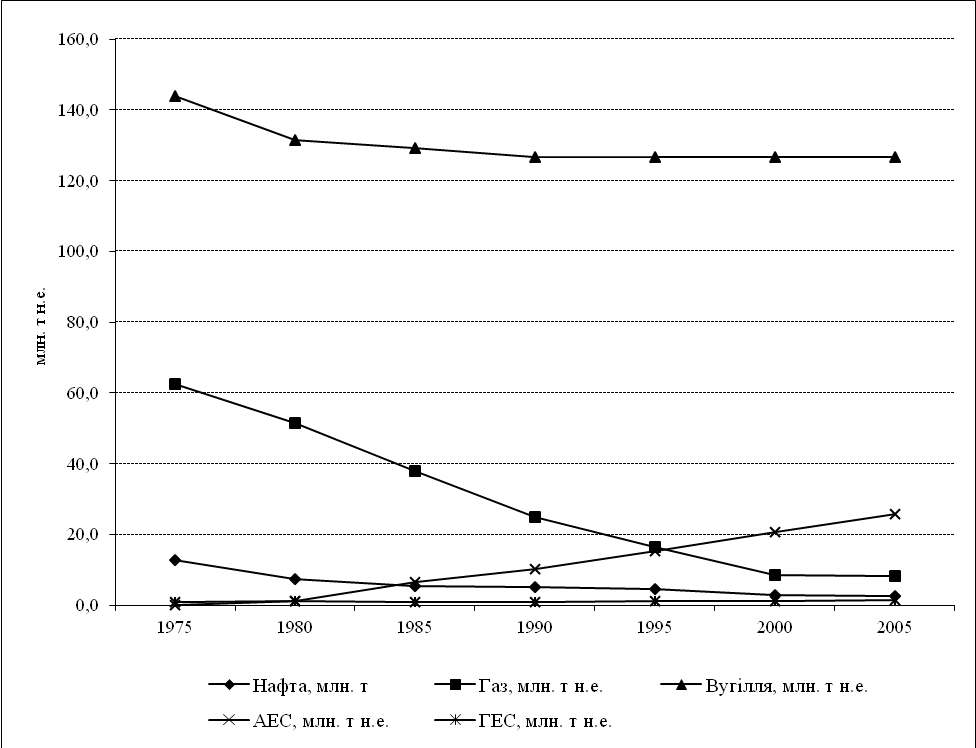 160,0
140,0
120,0
100,0
80,0
60,0
40,0
20,0
0,0
млн. т н.е.
1975 1980 1985 1990 1995 2000 2005
Нафта, млн. т Газ, млн. т н.е. Вугілля, млн. т н.е.
АЕС, млн. т н.е. ГЕС, млн. т н.е.